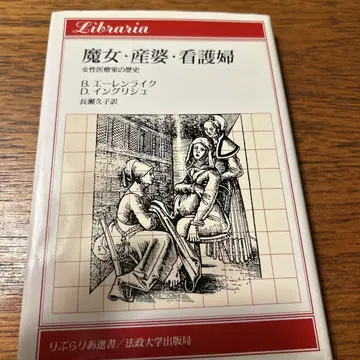 Libraria
魔女・産婆・看護婦
女性医療家の歴史
B. エーレンライク
D. イングリシュ
長瀬久子訳
りぶらりあ選書／法政大学出版局